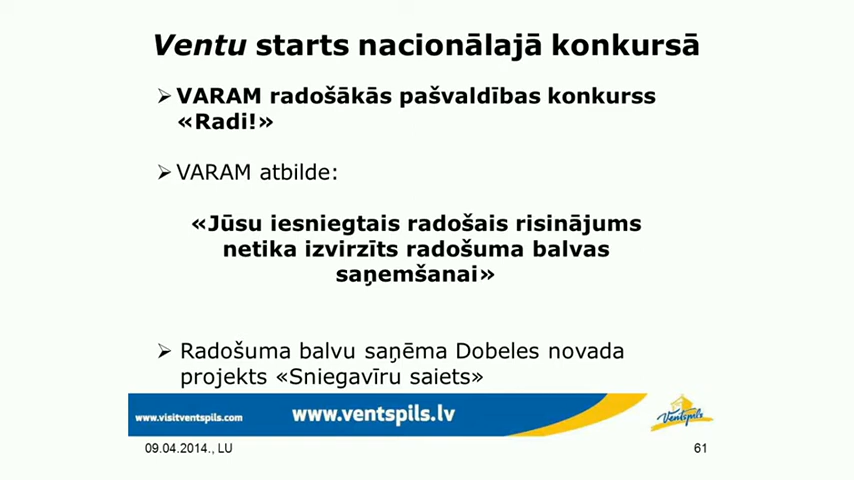 Ventu starts nacionālajā konkursā
➢ VARAM radošākās pašvaldības konkurss
«Radi!»
➢ VARAM atbilde:
«Jūsu iesniegtais radošais risinājums
netika izvirzīts radošuma balvas
saņemšanai»
➢ Radošuma balvu saņēma Dobeles novada
projekts «Sniegavīru saiets»
www.visitventspils.com
www.ventspils.lv
Ventspils
09.04.2014., LU
61